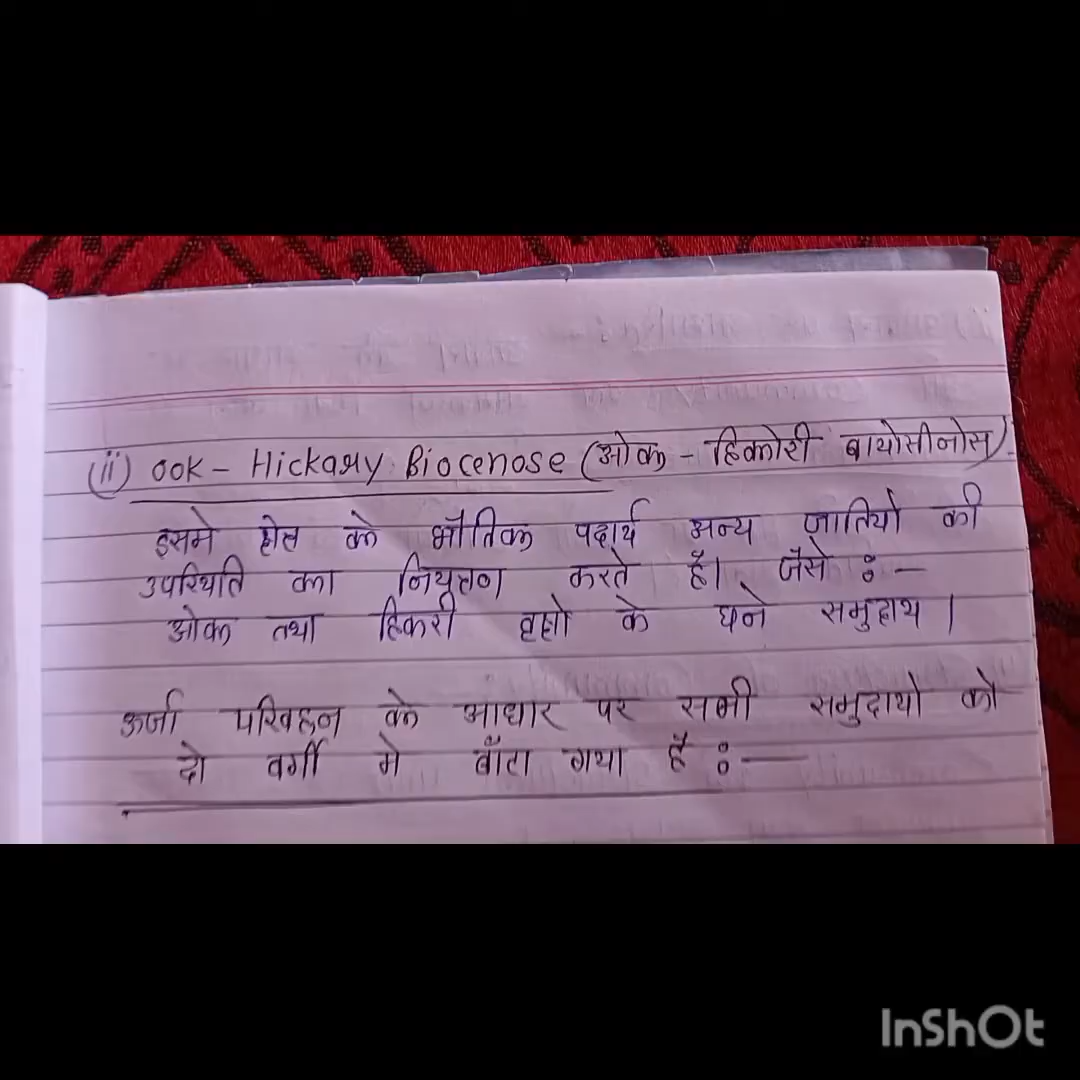 (ii) ook - Hickary Biocenose (ओक - हिकोरी बायोसीनोस)
इसमे क्षेत्र के भौतिक पदार्थ अन्य जातियो की
उपस्थिति का नियंत्रण करते है। जैसे :—
ओक तथा हिकरी वृक्षो के घने समुदाय।
ऊर्जा परिवहन के आधार पर सभी समुदायो को
दो वर्गो मे बाँटा गया है :—
InShOt